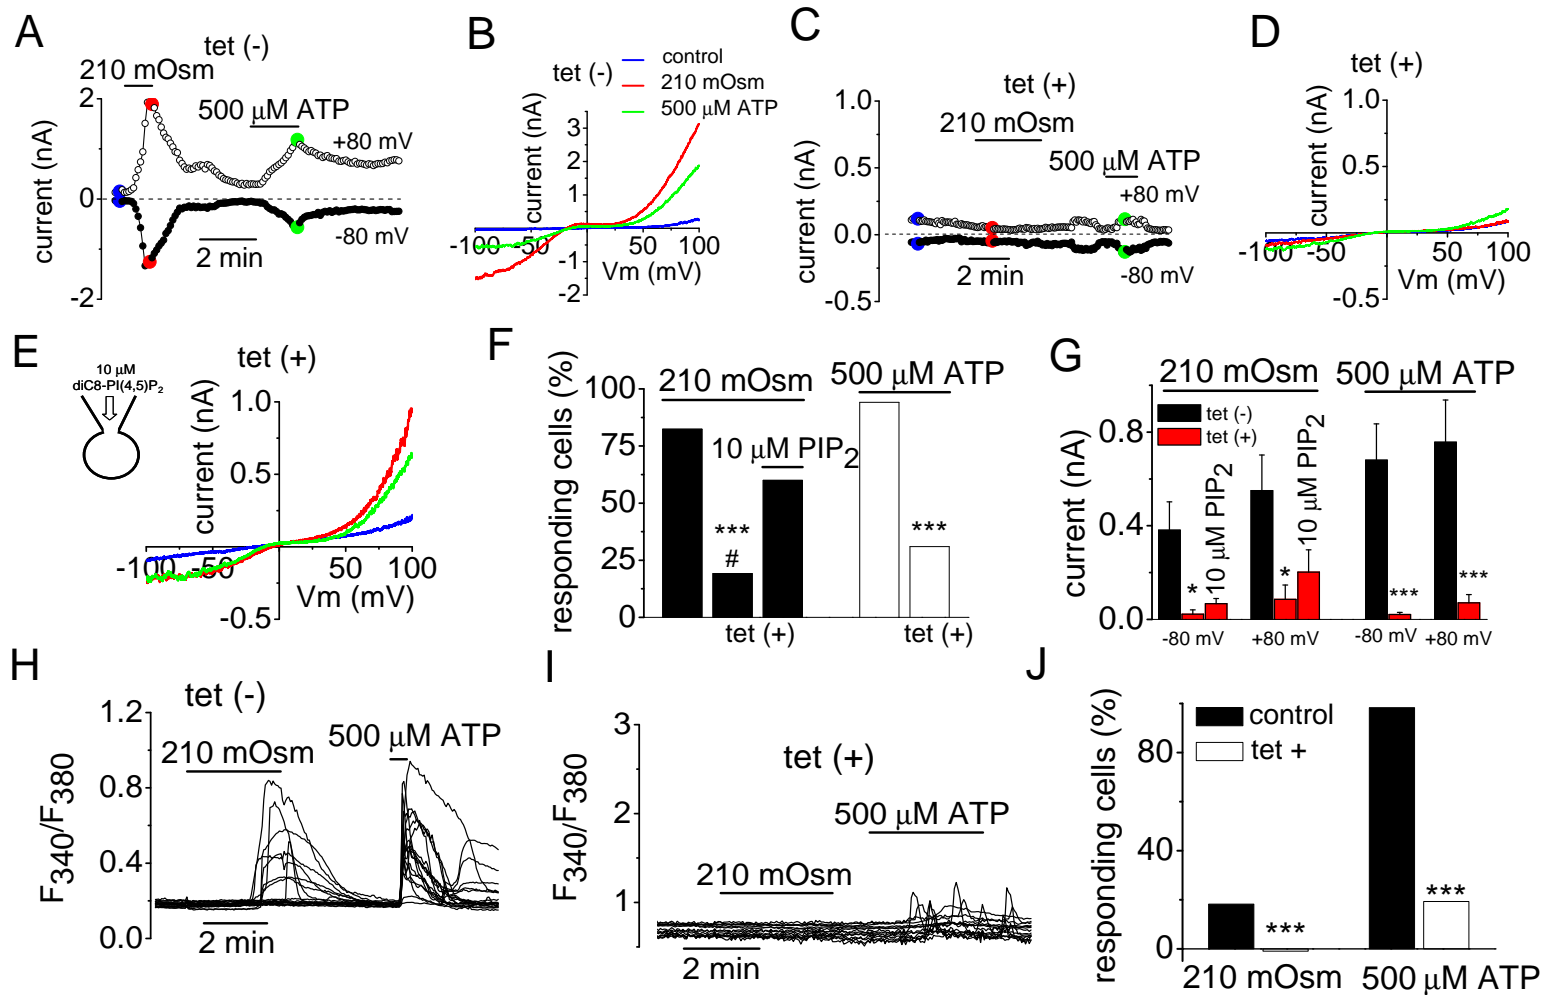 A
tet (-)
210 mOsm
500 μM ATP
+80 mV
-80 mV
2 min
current (nA)
2
0
-2
B
tet (-)
control
210 mOsm
500 μM ATP
current (nA)
3
2
1
-1
-2
-100
-50
50
100
Vm (mV)
C
tet (+)
210 mOsm
500 μM ATP
+80 mV
-80 mV
2 min
current (nA)
1.0
0.5
0.0
-0.5
D
tet (+)
current (nA)
1.0
0.5
-0.5
-100
-50
50
100
Vm (mV)
E
10 μM
diC8-PI(4,5)P2
tet (+)
current (nA)
1.0
0.5
-0.5
-100
-50
50
100
Vm (mV)
F
responding cells (%)
100
75
50
25
0
210 mOsm
500 μM ATP
10 μM PIP2
***
#
***
tet (+)
tet (+)
G
210 mOsm
500 μM ATP
tet (-)
tet (+)
current (nA)
0.8
0.4
0.0
10 μM PIP2
10 μM PIP2
*
*
***
***
-80 mV
+80 mV
-80 mV
+80 mV
H
tet (-)
210 mOsm
500 μM ATP
F340/F380
1.2
0.8
0.4
0.0
2 min
I
tet (+)
500 μM ATP
210 mOsm
F340/F380
3
2
1
2 min
J
control
tet +
responding cells (%)
80
40
0
***
***
210 mOsm
500 μM ATP